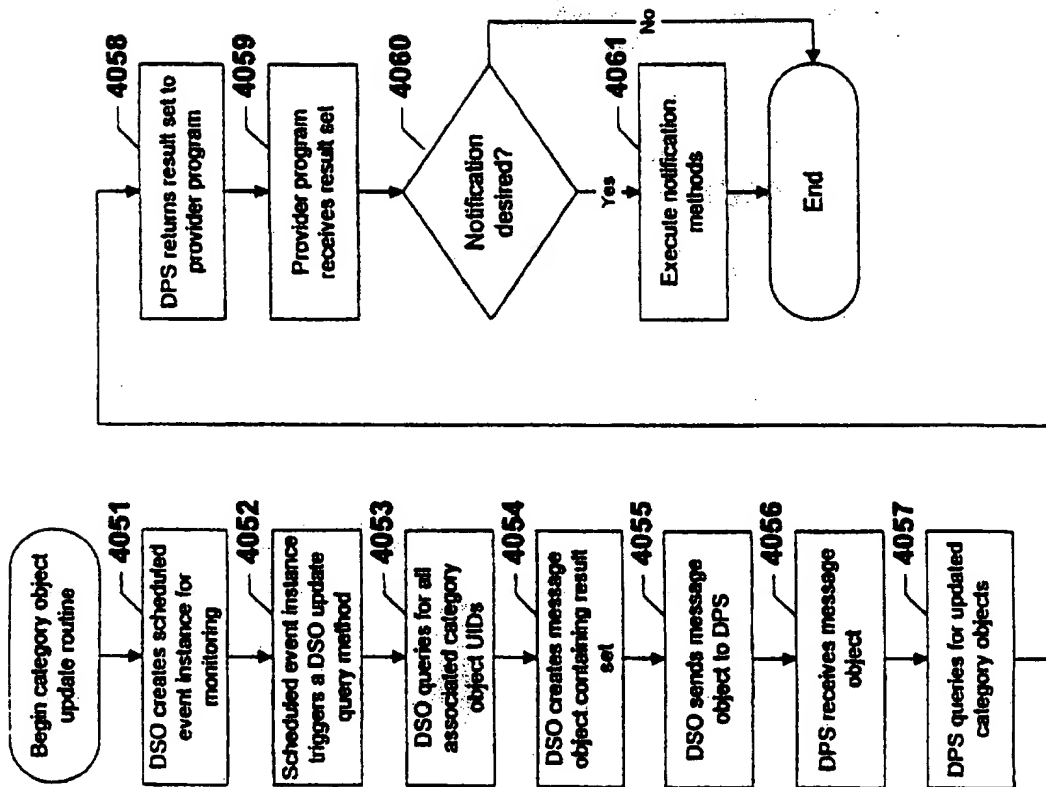 Begin category object
update routine
4051
DSO creates scheduled
event instance for
monitoring
4052
Scheduled event instance
triggers a DSO update
query method
4053
DSO queries for all
associated category
object UIDs
4054
DSO creates message
object containing result
set
4055
DSO sends message
object to DPS
4056
DPS receives message
object
4057
DPS queries for updated
category objects
4058
DPS returns result set to
provider program
4059
Provider program
receives result set
4060
Notification
desired?
No
Yes
4061
Execute notification
methods
End